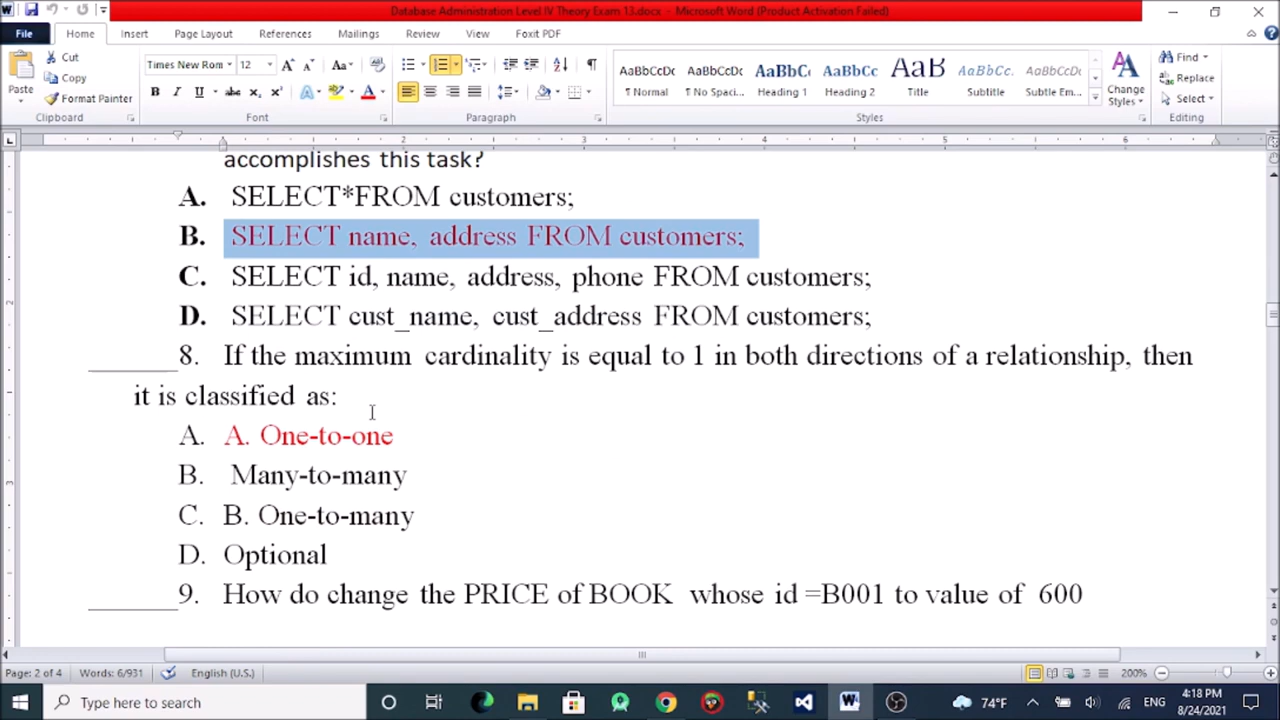 Database Administration Level IV Theory Exam 13.docx - Microsoft Word (Product Activation Failed)
File Home Insert Page Layout References Mailings Review View Foxit PDF
Paste
Cut
Copy
Format Painter
Clipboard
Times New Rom 12
Font
Paragraph
AaBbCcDc AaBbCcDc AaBbC AaBbCc AaB AaBbCc. AaBbCcDc
¶ Normal ¶ No Spaci... Heading 1 Heading 2 Title Subtitle Subtle Em...
Styles
Change
Styles
Find
Replace
Select
Editing
2 3 4 5
accomplishes this task?
A. SELECT*FROM customers;
B. SELECT name, address FROM customers;
C. SELECT id, name, address, phone FROM customers;
D. SELECT cust_name, cust_address FROM customers;
________8. If the maximum cardinality is equal to 1 in both directions of a relationship, then
it is classified as:
A. A. One-to-one
B. Many-to-many
C. B. One-to-many
D. Optional
________9. How do change the PRICE of BOOK whose id =B001 to value of 600
Page: 2 of 4 Words: 6/931 English (U.S.) 200%
Type here to search
74°F ENG 4:18 PM
8/24/2021